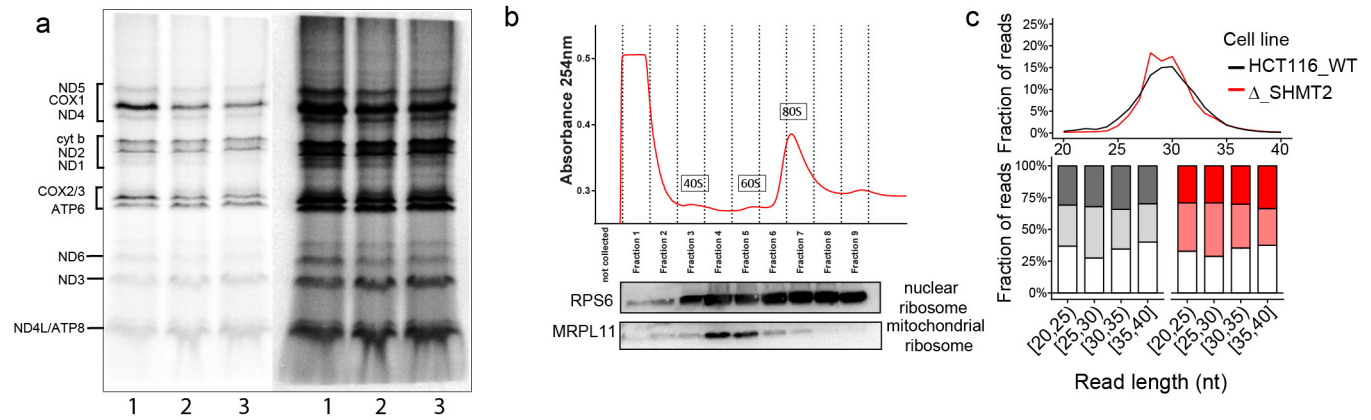 a
ND5
COX1
ND4
cyt b
ND2
ND1
COX2/3
ATP6
ND6
ND3
ND4L/ATP8
1 2 3 1 2 3
b
Absorbance 254nm
0.5
0.4
0.3
40S
60S
80S
not collected
Fraction 1
Fraction 2
Fraction 3
Fraction 4
Fraction 5
Fraction 6
Fraction 7
Fraction 8
Fraction 9
RPS6
nuclear
ribosome
MRPL11
mitochondrial
ribosome
c
Fraction of reads
25%
20%
15%
10%
5%
0%
20 25 30 35 40
Cell line
HCT116_WT
Δ_SHMT2
Fraction of reads
100%
75%
50%
25%
0%
[20,25)
[25,30)
[30,35)
[35,40]
[20,25)
[25,30)
[30,35)
[35,40]
Read length (nt)